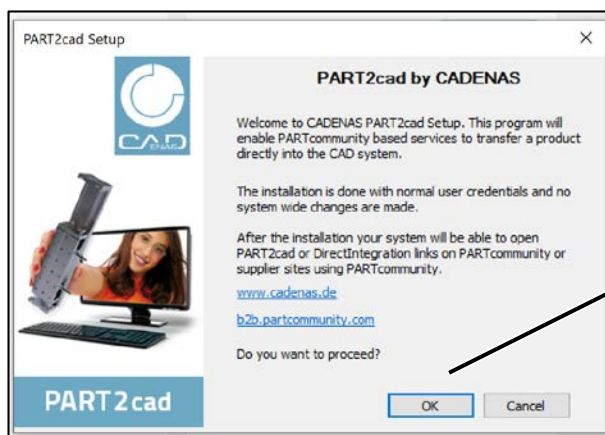 PART2cad Setup
PART2cad by CADENAS
CADENAS
Welcome to CADENAS PART2cad Setup. This program will
enable PARTcommunity based services to transfer a product
directly into the CAD system.
The installation is done with normal user credentials and no
system wide changes are made.
After the installation your system will be able to open
PART2cad or DirectIntegration links on PARTcommunity or
supplier sites using PARTcommunity.
www.cadenas.de
b2b.partcommunity.com
Do you want to proceed?
PART2cad
OK
Cancel